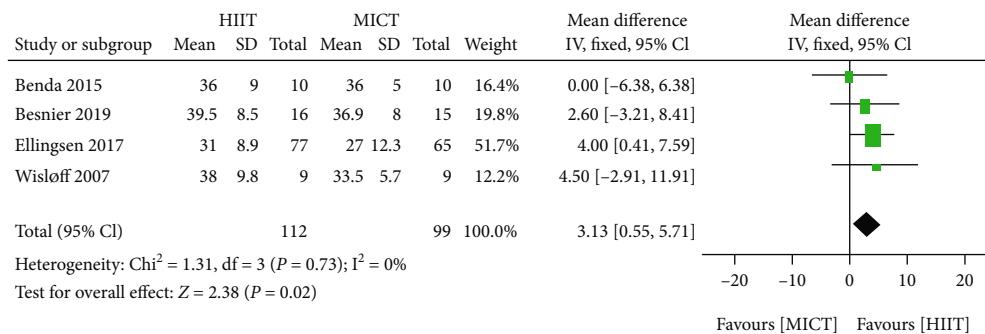 HIIT MICT Mean difference Mean difference
Study or subgroup Mean SD Total Mean SD Total Weight IV, fixed, 95% Cl IV, fixed, 95% Cl
Benda 2015 36 9 10 36 5 10 16.4% 0.00 [−6.38, 6.38]
Besnier 2019 39.5 8.5 16 36.9 8 15 19.8% 2.60 [−3.21, 8.41]
Ellingsen 2017 31 8.9 77 27 12.3 65 51.7% 4.00 [0.41, 7.59]
Wisløff 2007 38 9.8 9 33.5 5.7 9 12.2% 4.50 [−2.91, 11.91]
Total (95% Cl) 112 99 100.0% 3.13 [0.55, 5.71]
Heterogeneity: Chi² = 1.31, df = 3 (P = 0.73); I² = 0%
Test for overall effect: Z = 2.38 (P = 0.02)
−20 −10 0 10 20
Favours [MICT] Favours [HIIT]